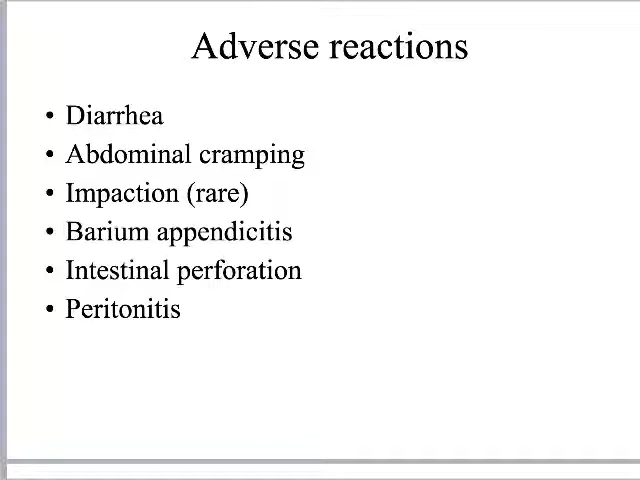 Adverse reactions
• Diarrhea
• Abdominal cramping
• Impaction (rare)
• Barium appendicitis
• Intestinal perforation
• Peritonitis